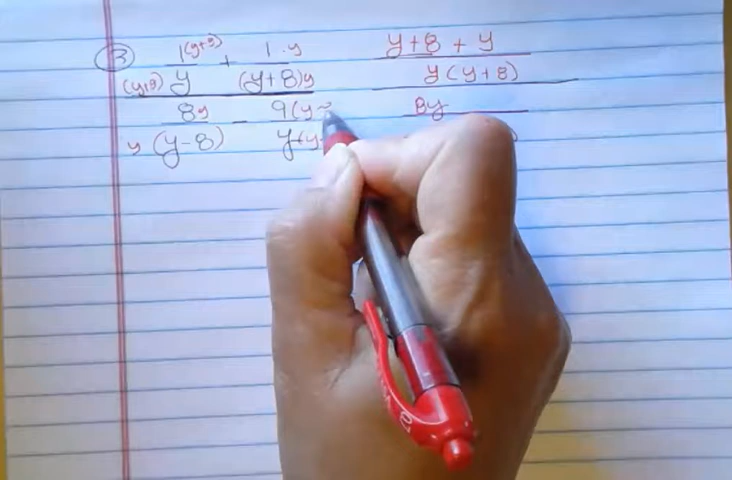 ③ 1(y+8) + 1·y y+8 + y
(y+8) y (y+8)y y(y+8)
8y - 9(y- 8y
y (y-8) y(y-